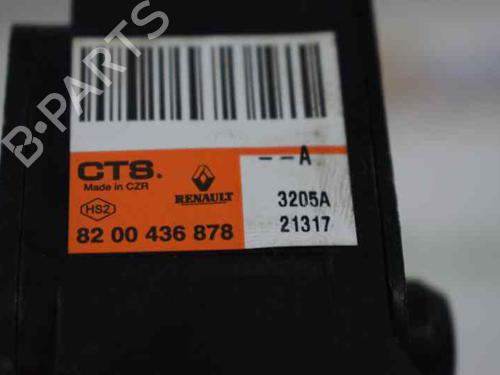 B-PARTS
--A
CTS.
Made in CZR
HS2
RENAULT
3205A
21317
82 00 436 878